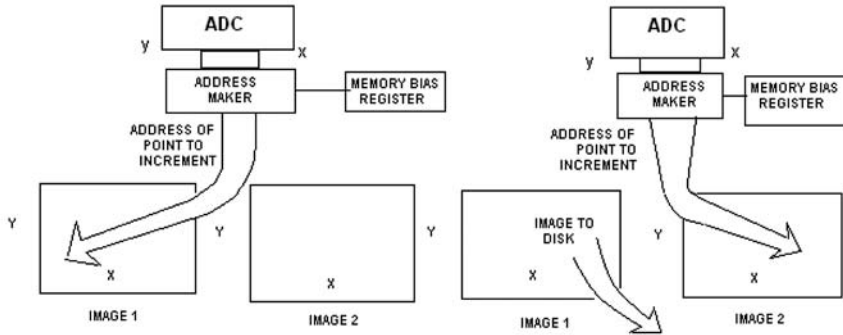 ADC
y
X
ADDRESS
MAKER
MEMORY BIAS
REGISTER
ADDRESS OF
POINT TO
INCREMENT
Y
X
Y
X
Y
IMAGE 1
IMAGE 2
ADC
y
x
ADDRESS
MAKER
MEMORY BIAS
REGISTER
ADDRESS OF
POINT TO
INCREMENT
Y
IMAGE TO
DISK
X
Y
X
IMAGE 1
IMAGE 2